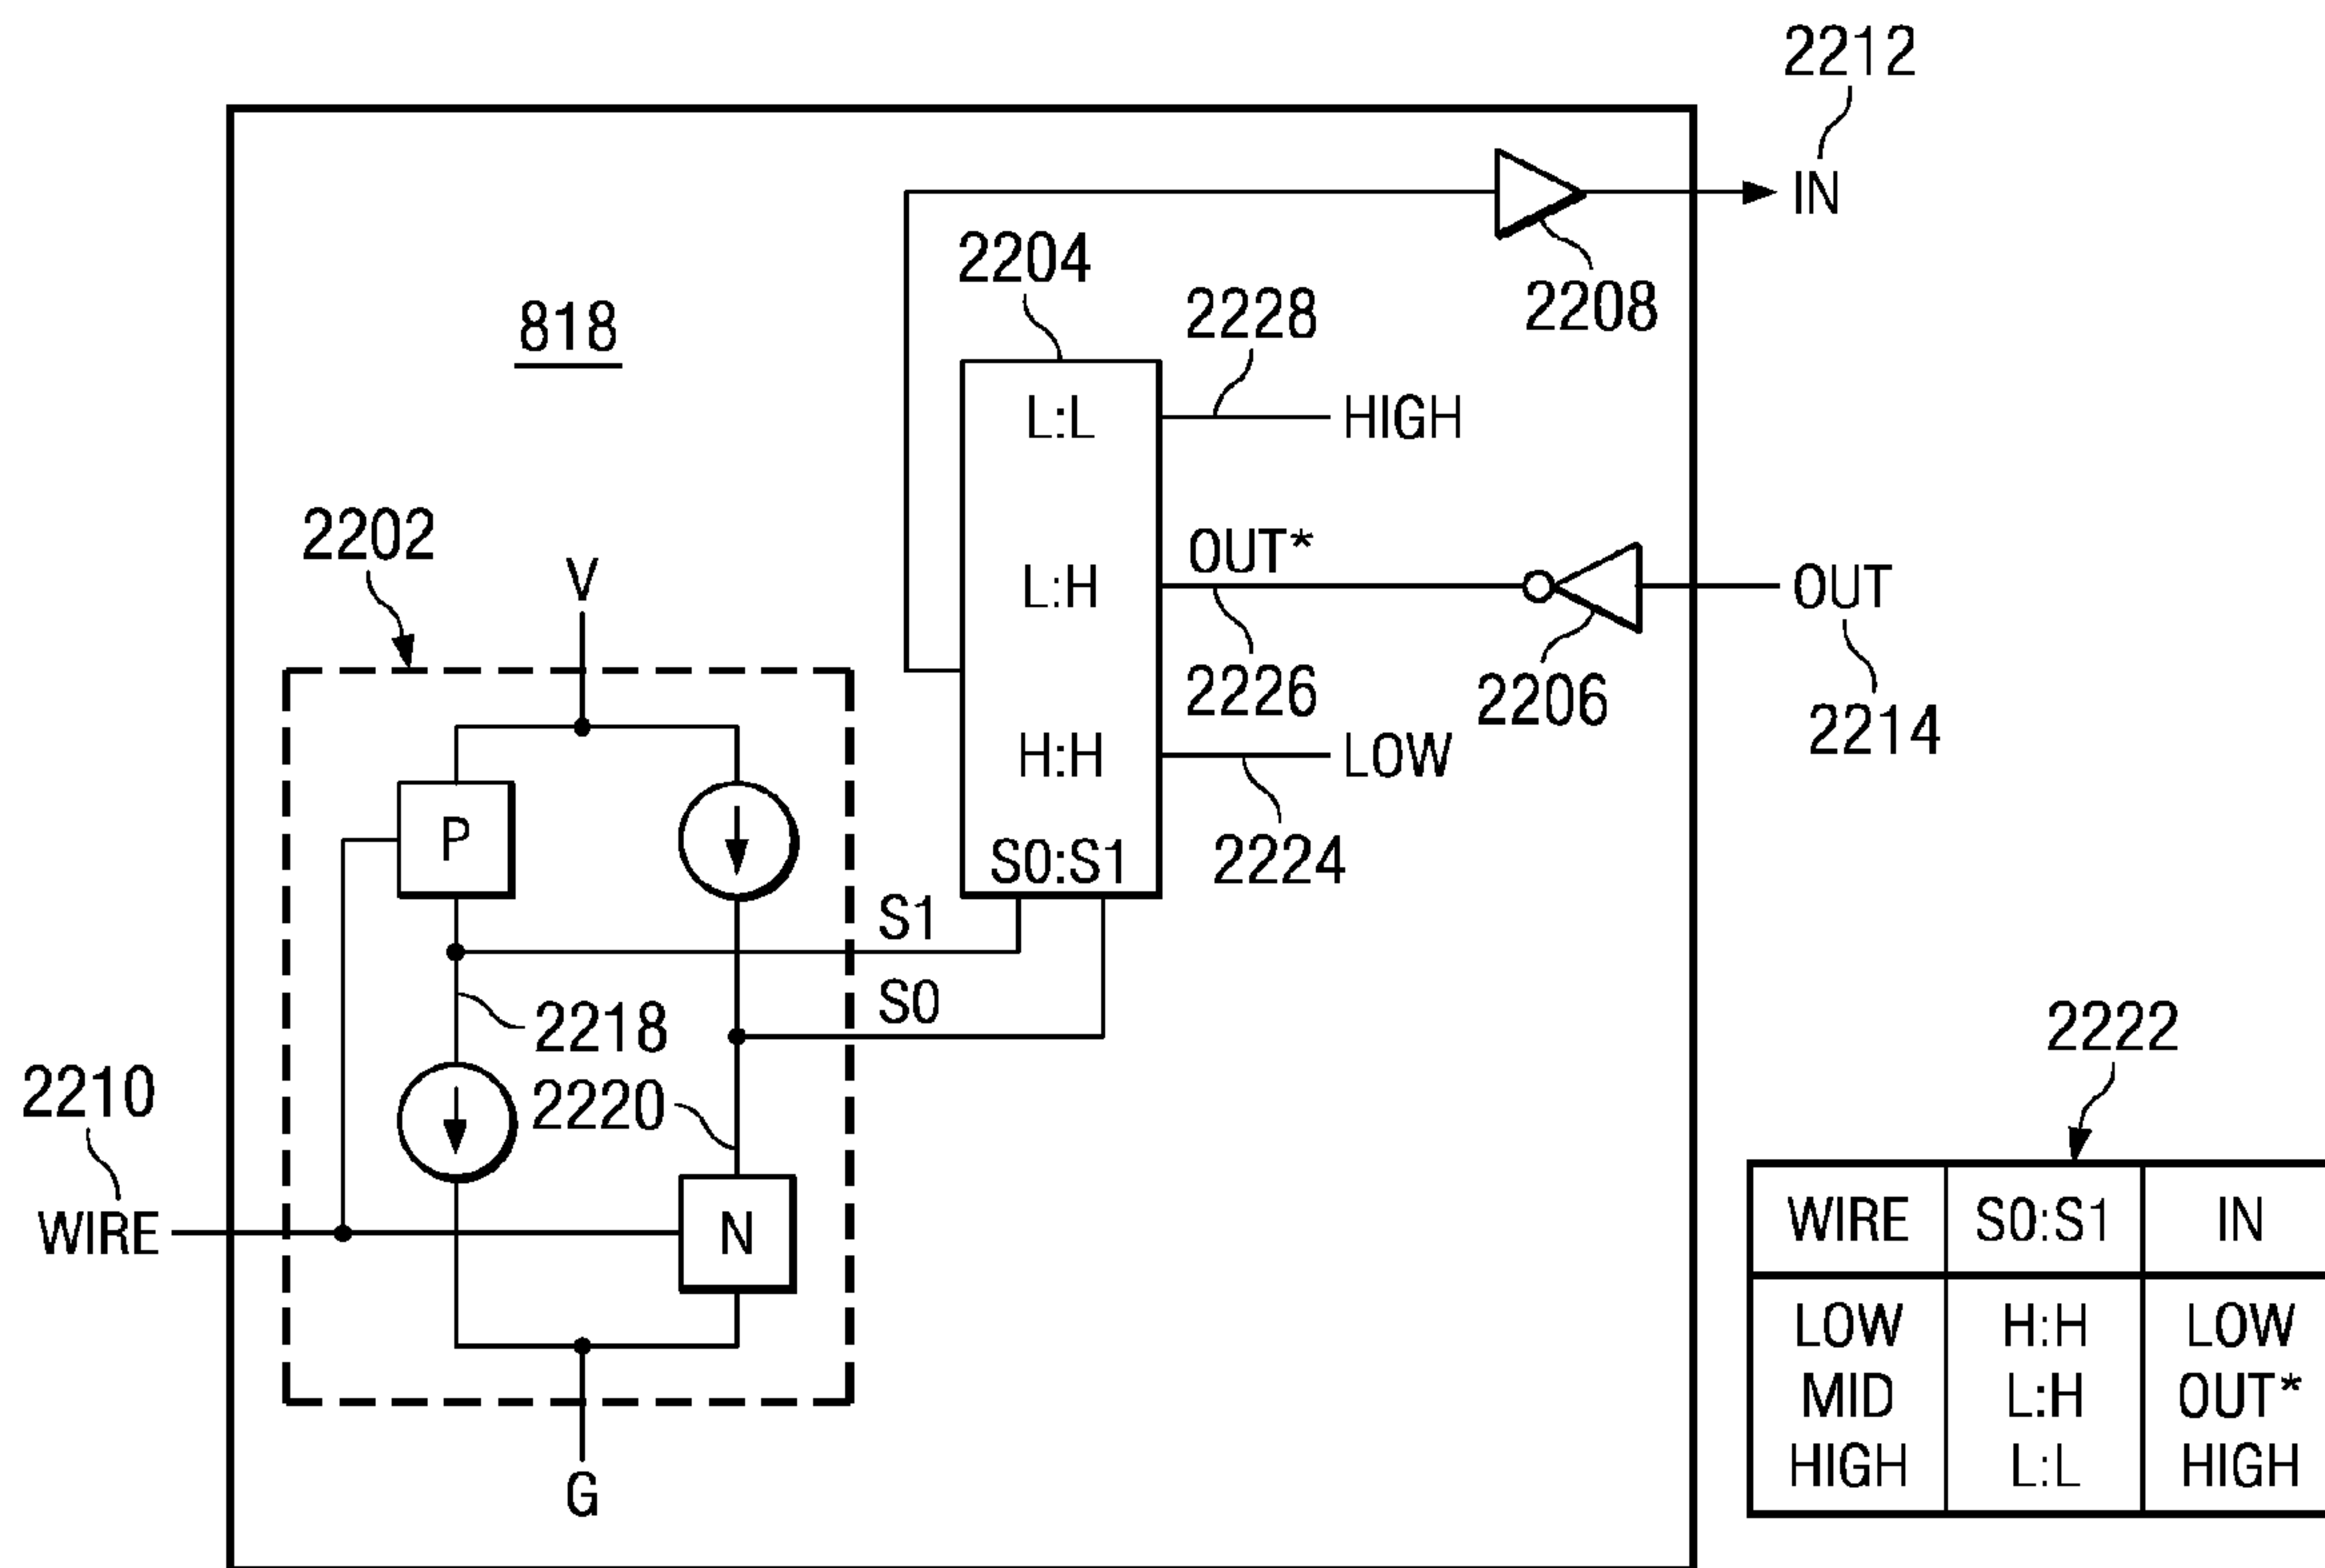 2212
IN
2204
2228
2208
818
L:L
HIGH
2202
V
OUT*
L:H
OUT
2226
2206
2214
H:H
LOW
P
S0:S1
2224
S1
S0
2218
2222
2210
2220
WIRE
N
G
WIRE S0:S1 IN
LOW H:H LOW
MID L:H OUT*
HIGH L:L HIGH